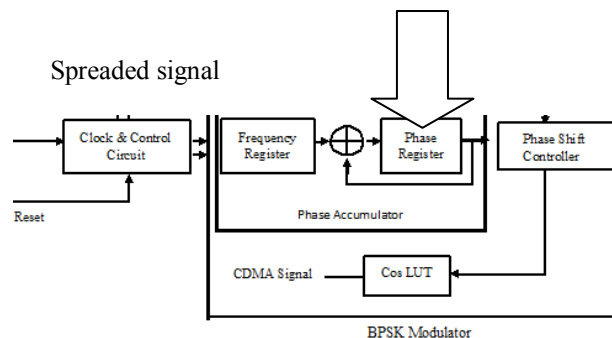 Spreaded signal
Clock & Control
Circuit
Frequency
Register
Phase
Register
Phase Shift
Controller
Reset
Phase Accumulator
CDMA Signal
Cos LUT
BPSK Modulator